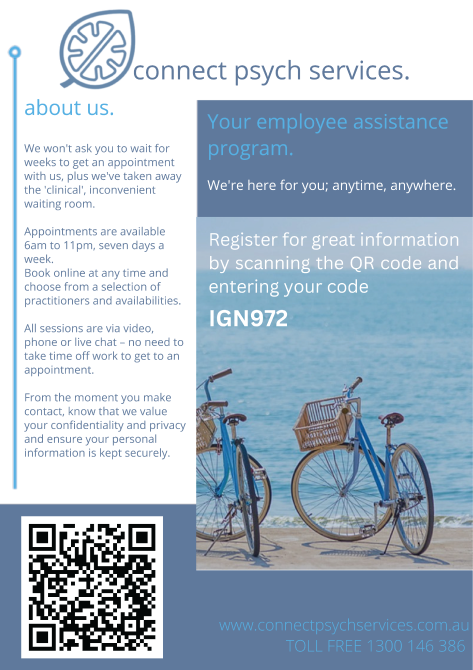 connect psych services.
about us.
We won't ask you to wait for
weeks to get an appointment
with us, plus we've taken away
the 'clinical', inconvenient
waiting room.
Appointments are available
6am to 11pm, seven days a
week.
Book online at any time and
choose from a selection of
practitioners and availabilities.
All sessions are via video,
phone or live chat – no need to
take time off work to get to an
appointment.
From the moment you make
contact, know that we value
your confidentiality and privacy
and ensure your personal
information is kept securely.
Your employee assistance
program.
We're here for you; anytime, anywhere.
Register for great information
by scanning the QR code and
entering your code
IGN972
www.connectpsychservices.com.au
TOLL FREE 1300 146 386